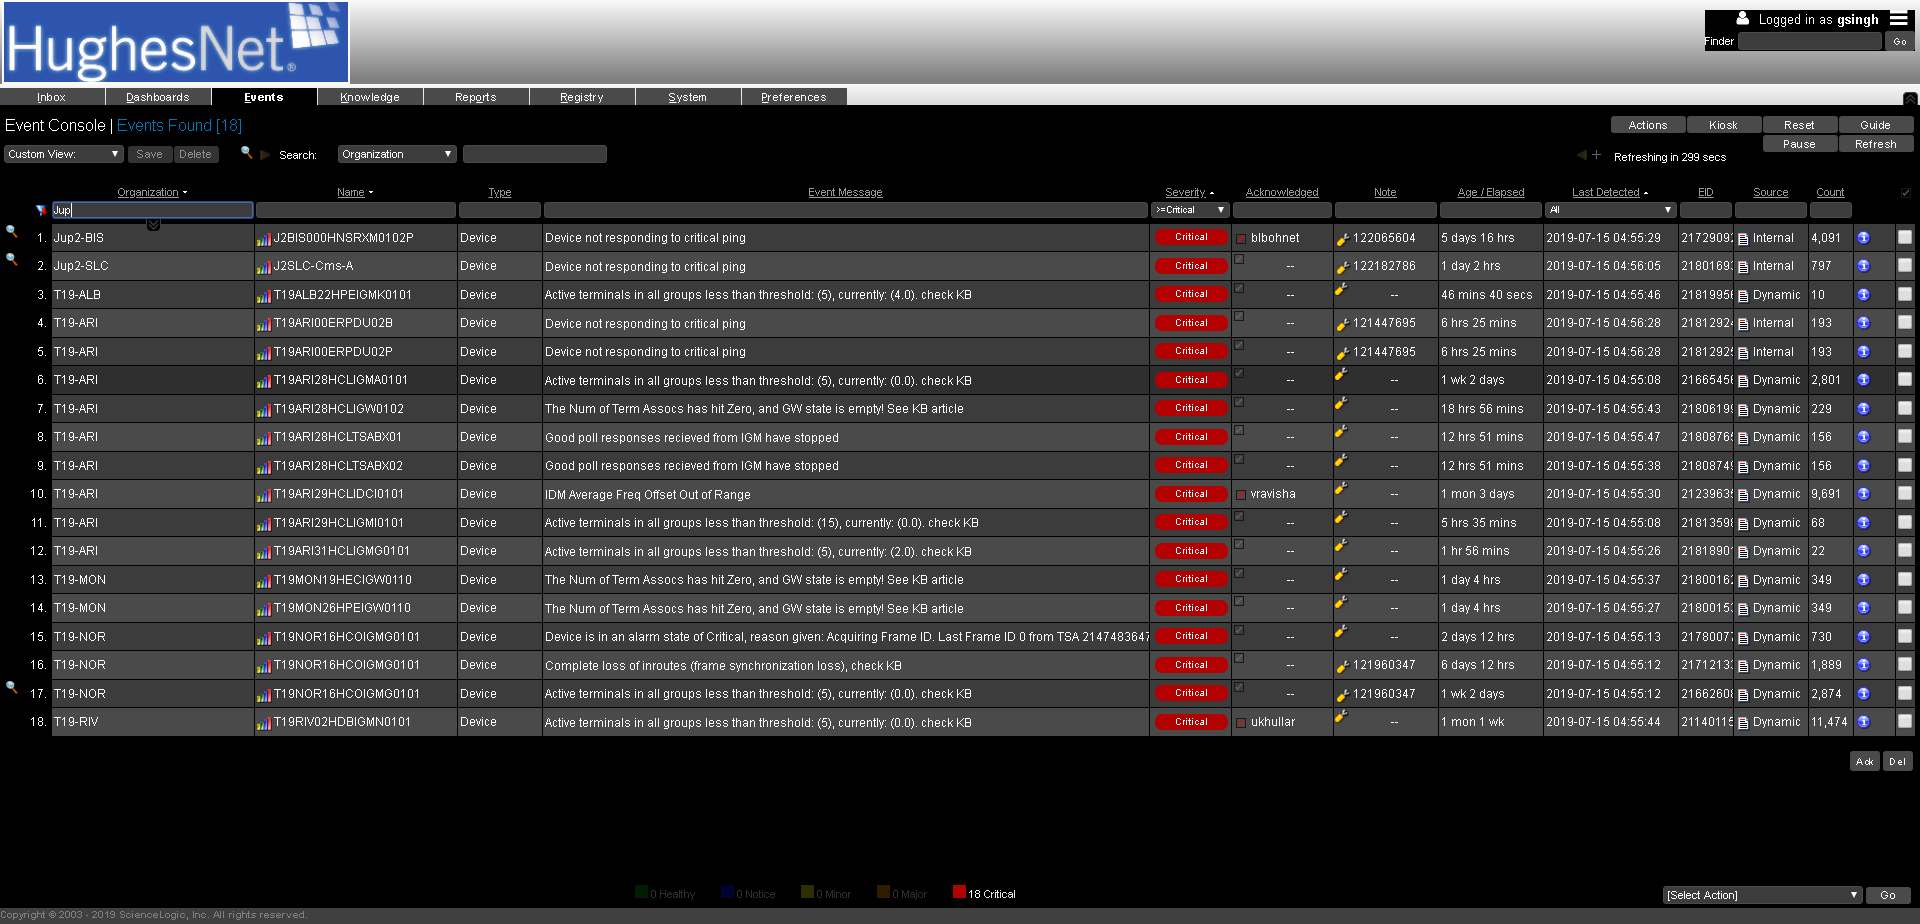 HughesNet®
Logged in as gsingh
Finder Go
Inbox Dashboards Events Knowledge Reports Registry System Preferences
Event Console | Events Found [18]
Actions Kiosk Reset Guide
Custom View: Save Delete Search: Organization
Pause Refresh
Refreshing in 299 secs
Organization Name Type Event Message Severity Acknowledged Note Age / Elapsed Last Detected EID Source Count
Jup >=Critical All
1. Jup2-BIS J2BIS000HNSRXM0102P Device Device not responding to critical ping Critical blbohnet 122065604 5 days 16 hrs 2019-07-15 04:55:29 2172909 Internal 4,091
2. Jup2-SLC J2SLC-Cms-A Device Device not responding to critical ping Critical -- 122182786 1 day 2 hrs 2019-07-15 04:56:05 2180169 Internal 797
3. T19-ALB T19ALB22HPEIGMK0101 Device Active terminals in all groups less than threshold: (5), currently: (4.0). check KB Critical -- -- 46 mins 40 secs 2019-07-15 04:55:46 2181995 Dynamic 10
4. T19-ARI T19ARI00ERPDU02B Device Device not responding to critical ping Critical -- 121447695 6 hrs 25 mins 2019-07-15 04:56:28 2181292 Internal 193
5. T19-ARI T19ARI00ERPDU02P Device Device not responding to critical ping Critical -- 121447695 6 hrs 25 mins 2019-07-15 04:56:28 2181292 Internal 193
6. T19-ARI T19ARI28HCLIGMA0101 Device Active terminals in all groups less than threshold: (5), currently: (0.0). check KB Critical -- -- 1 wk 2 days 2019-07-15 04:55:08 2166545 Dynamic 2,801
7. T19-ARI T19ARI28HCLIGW0102 Device The Num of Term Assocs has hit Zero, and GW state is empty! See KB article Critical -- -- 18 hrs 56 mins 2019-07-15 04:55:43 2180619 Dynamic 229
8. T19-ARI T19ARI28HCLTSABX01 Device Good poll responses recieved from IGM have stopped Critical -- -- 12 hrs 51 mins 2019-07-15 04:55:47 2180876 Dynamic 156
9. T19-ARI T19ARI28HCLTSABX02 Device Good poll responses recieved from IGM have stopped Critical -- -- 12 hrs 51 mins 2019-07-15 04:55:38 2180874 Dynamic 156
10. T19-ARI T19ARI29HCLIDCI0101 Device IDM Average Freq Offset Out of Range Critical vravisha -- 1 mon 3 days 2019-07-15 04:55:30 2123963 Dynamic 9,691
11. T19-ARI T19ARI29HCLIGMI0101 Device Active terminals in all groups less than threshold: (15), currently: (0.0). check KB Critical -- -- 5 hrs 35 mins 2019-07-15 04:55:08 2181359 Dynamic 68
12. T19-ARI T19ARI31HCLIGMG0101 Device Active terminals in all groups less than threshold: (5), currently: (2.0). check KB Critical -- -- 1 hr 56 mins 2019-07-15 04:55:26 2181890 Dynamic 22
13. T19-MON T19MON19HECIGW0110 Device The Num of Term Assocs has hit Zero, and GW state is empty! See KB article Critical -- -- 1 day 4 hrs 2019-07-15 04:55:37 2180016 Dynamic 349
14. T19-MON T19MON26HPEIGW0110 Device The Num of Term Assocs has hit Zero, and GW state is empty! See KB article Critical -- -- 1 day 4 hrs 2019-07-15 04:55:27 2180015 Dynamic 349
15. T19-NOR T19NOR16HCOIGMG0101 Device Device is in an alarm state of Critical, reason given: Acquiring Frame ID. Last Frame ID 0 from TSA 2147483647 Critical -- -- 2 days 12 hrs 2019-07-15 04:55:13 2178007 Dynamic 730
16. T19-NOR T19NOR16HCOIGMG0101 Device Complete loss of inroutes (frame synchronization loss), check KB Critical -- 121960347 6 days 12 hrs 2019-07-15 04:55:12 2171213 Dynamic 1,889
17. T19-NOR T19NOR16HCOIGMG0101 Device Active terminals in all groups less than threshold: (5), currently: (0.0). check KB Critical -- 121960347 1 wk 2 days 2019-07-15 04:55:12 2166260 Dynamic 2,874
18. T19-RIV T19RIV02HDBIGMN0101 Device Active terminals in all groups less than threshold: (5), currently: (0.0). check KB Critical ukhullar -- 1 mon 1 wk 2019-07-15 04:55:44 2114011 Dynamic 11,474
Ack Del
0 Healthy 0 Notice 0 Minor 0 Major 18 Critical
[Select Action] Go
Copyright © 2003 - 2019 ScienceLogic, Inc. All rights reserved.